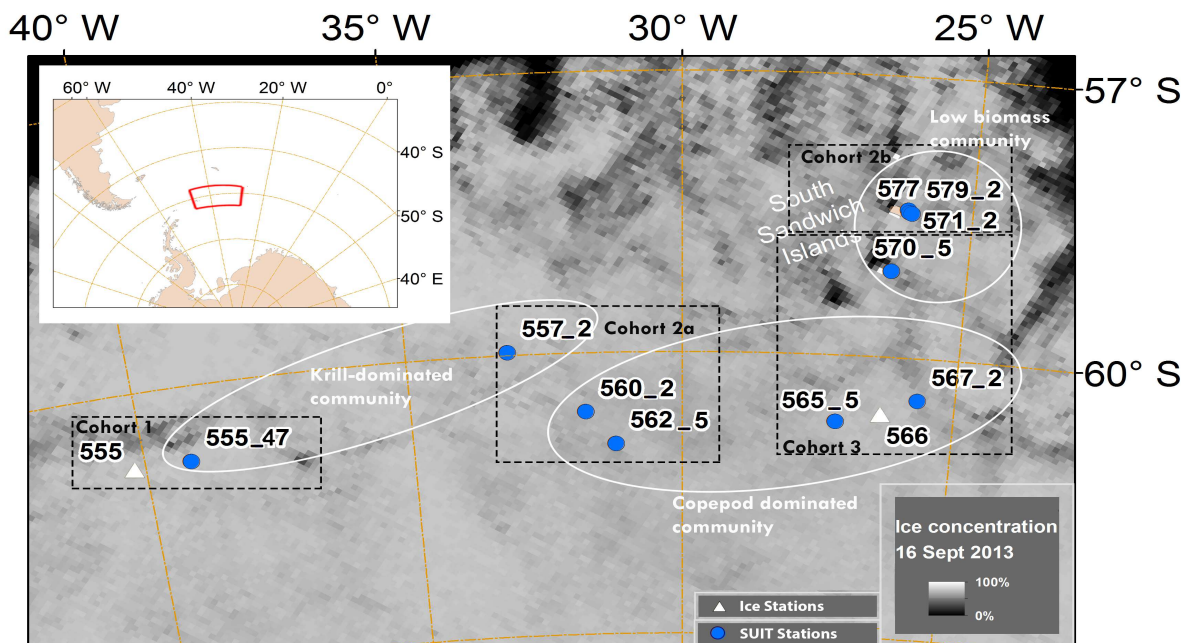 40° W
35° W
30° W
25° W
60° W
40° W
20° W
0°
40° S
50° S
40° E
57° S
60° S
Low biomass
community
Cohort 2b
South
Sandwich
Islands
577
579_2
571_2
570_5
557_2
Cohort 2a
Krill-dominated
community
560_2
562_5
567_2
565_5
566
Cohort 3
Cohort 1
555
555_47
Copepod dominated
community
Ice concentration
16 Sept 2013
100%
0%
Ice Stations
SUIT Stations